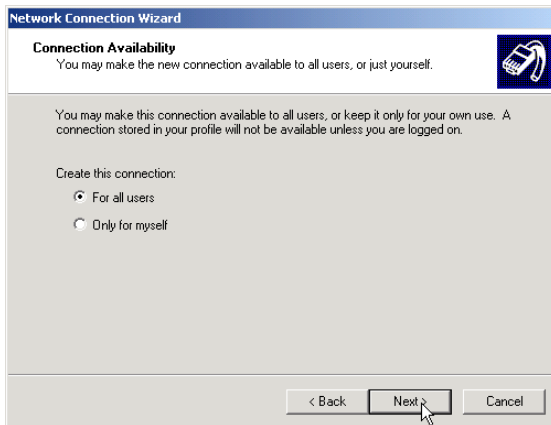 Network Connection Wizard
Connection Availability
You may make the new connection available to all users, or just yourself.
You may make this connection available to all users, or keep it only for your own use. A
connection stored in your profile will not be available unless you are logged on.
Create this connection:
For all users
Only for myself
< Back Next > Cancel